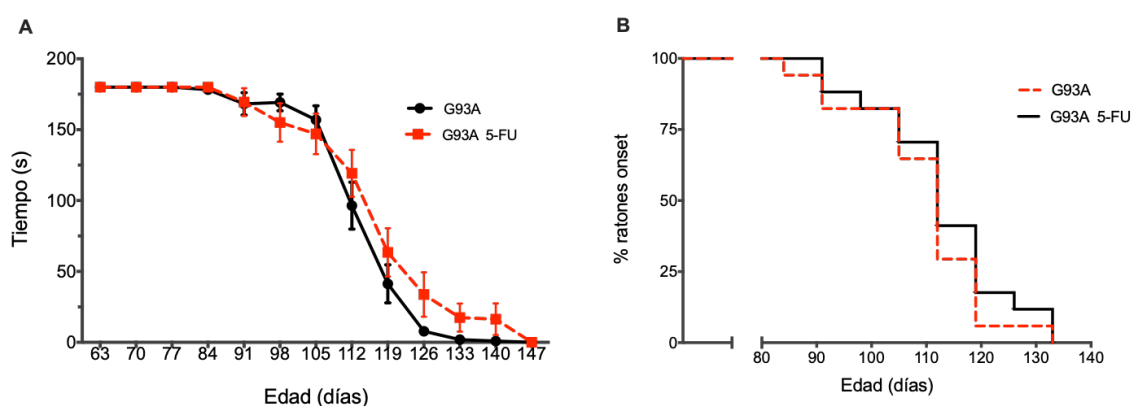 A
Tiempo (s)
200
150
100
50
0
63 70 77 84 91 98 105 112 119 126 133 140 147
Edad (días)
G93A
G93A 5-FU
B
% ratones onset
100
75
50
25
0
80 90 100 110 120 130 140
Edad (días)
G93A
G93A 5-FU